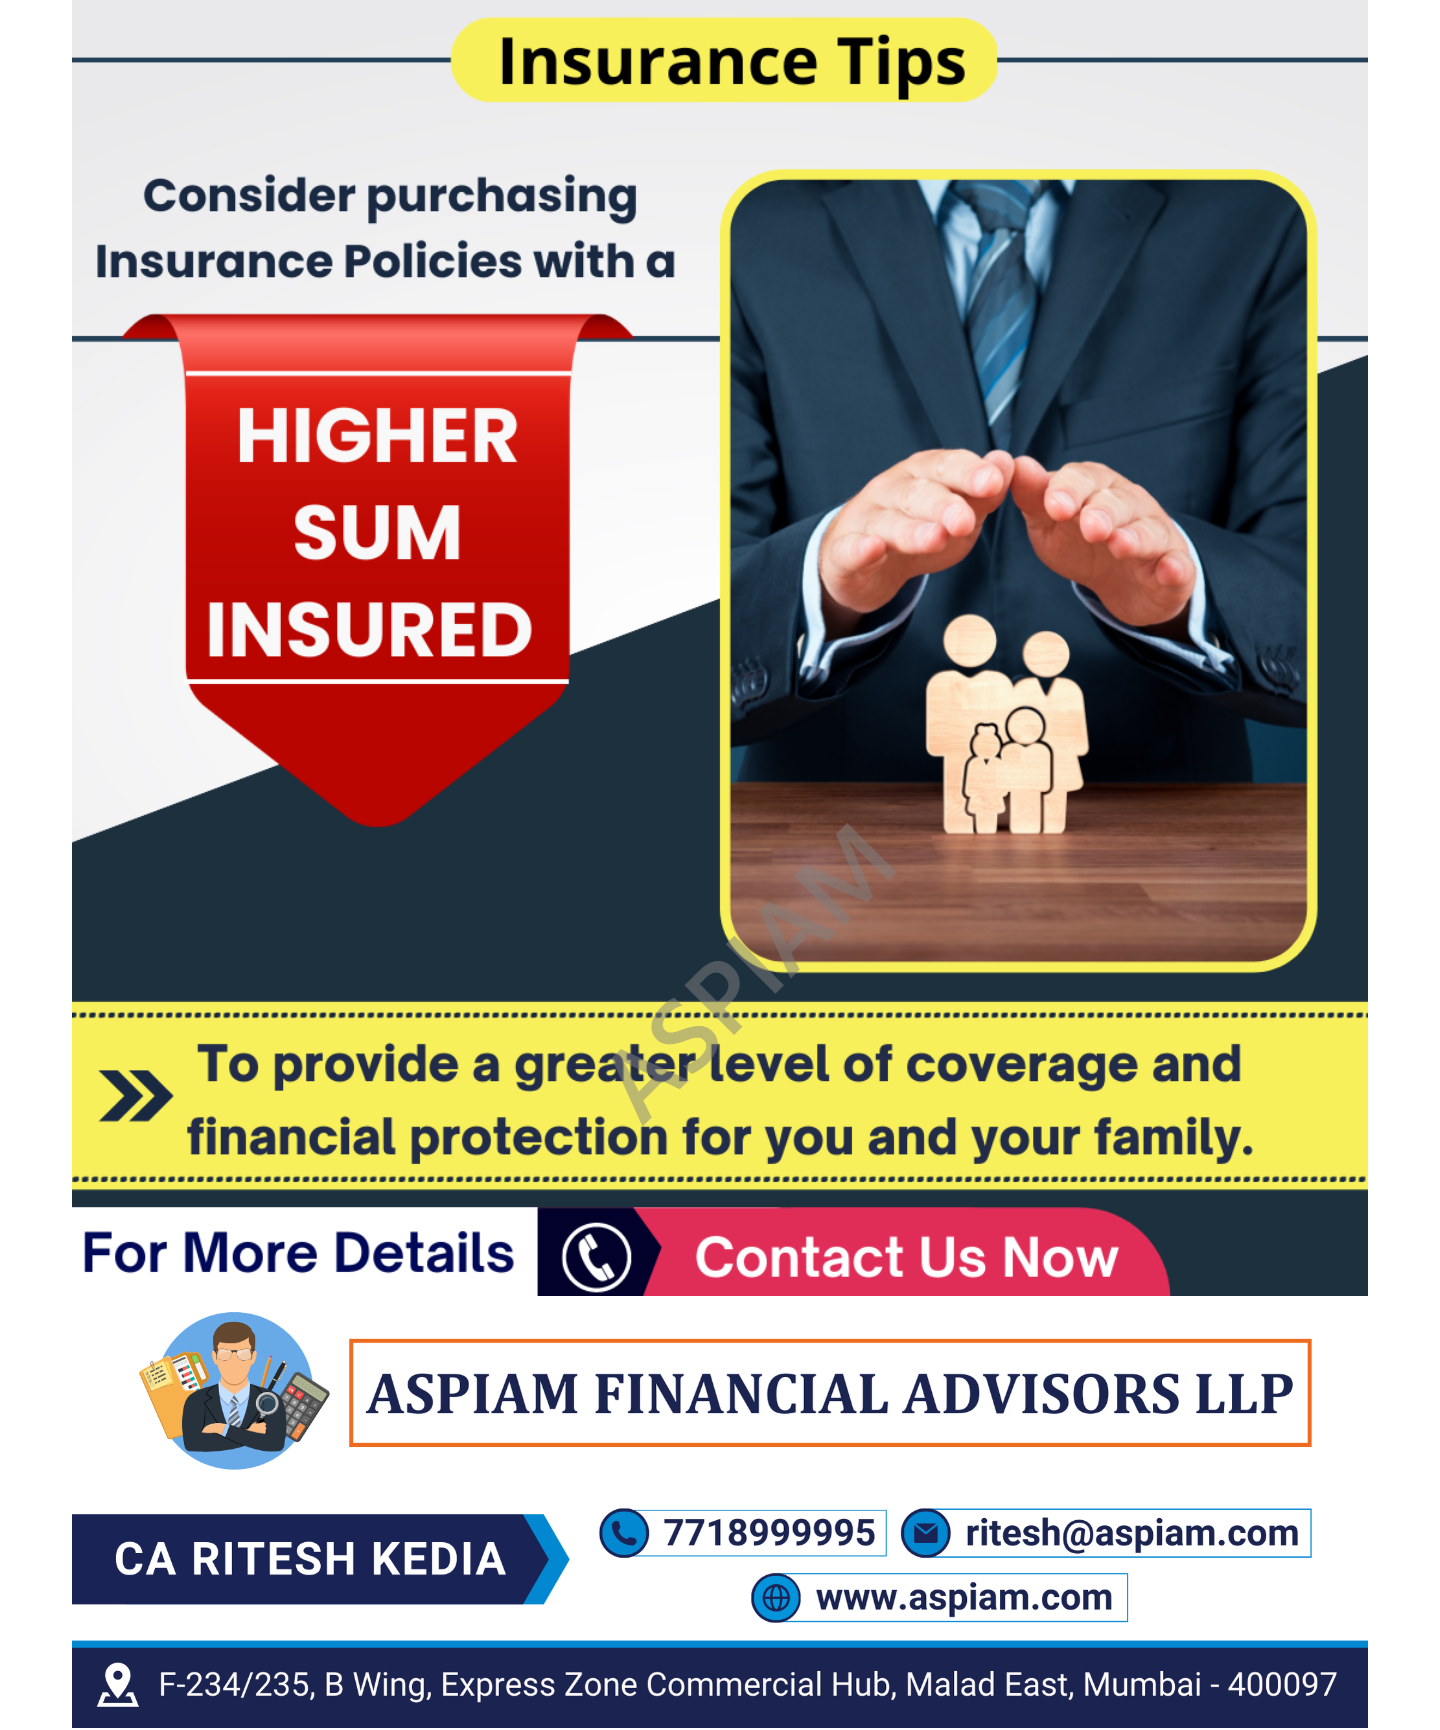 Insurance Tips
Consider purchasing
Insurance Policies with a
HIGHER
SUM
INSURED
ASPIAM
To provide a greater level of coverage and
financial protection for you and your family.
For More Details
Contact Us Now
ASPIAM FINANCIAL ADVISORS LLP
CA RITESH KEDIA
7718999995
ritesh@aspiam.com
www.aspiam.com
F-234/235, B Wing, Express Zone Commercial Hub, Malad East, Mumbai - 400097